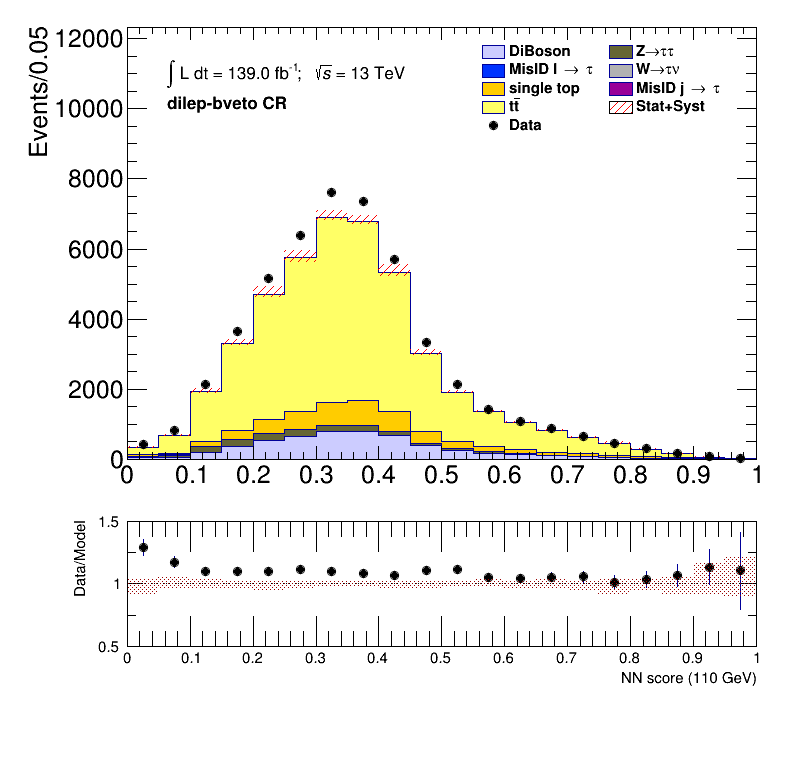 Events/0.05
12000
10000
8000
6000
4000
2000
0
∫ L dt = 139.0 fb⁻¹; √s = 13 TeV
dilep-bveto CR
DiBoson
MisID l → τ
single top
tt̄
Data
Z→ττ
W→τν
MisID j → τ
Stat+Syst
0 0.1 0.2 0.3 0.4 0.5 0.6 0.7 0.8 0.9 1
Data/Model
1.5
1
0.5
0 0.1 0.2 0.3 0.4 0.5 0.6 0.7 0.8 0.9 1
NN score (110 GeV)